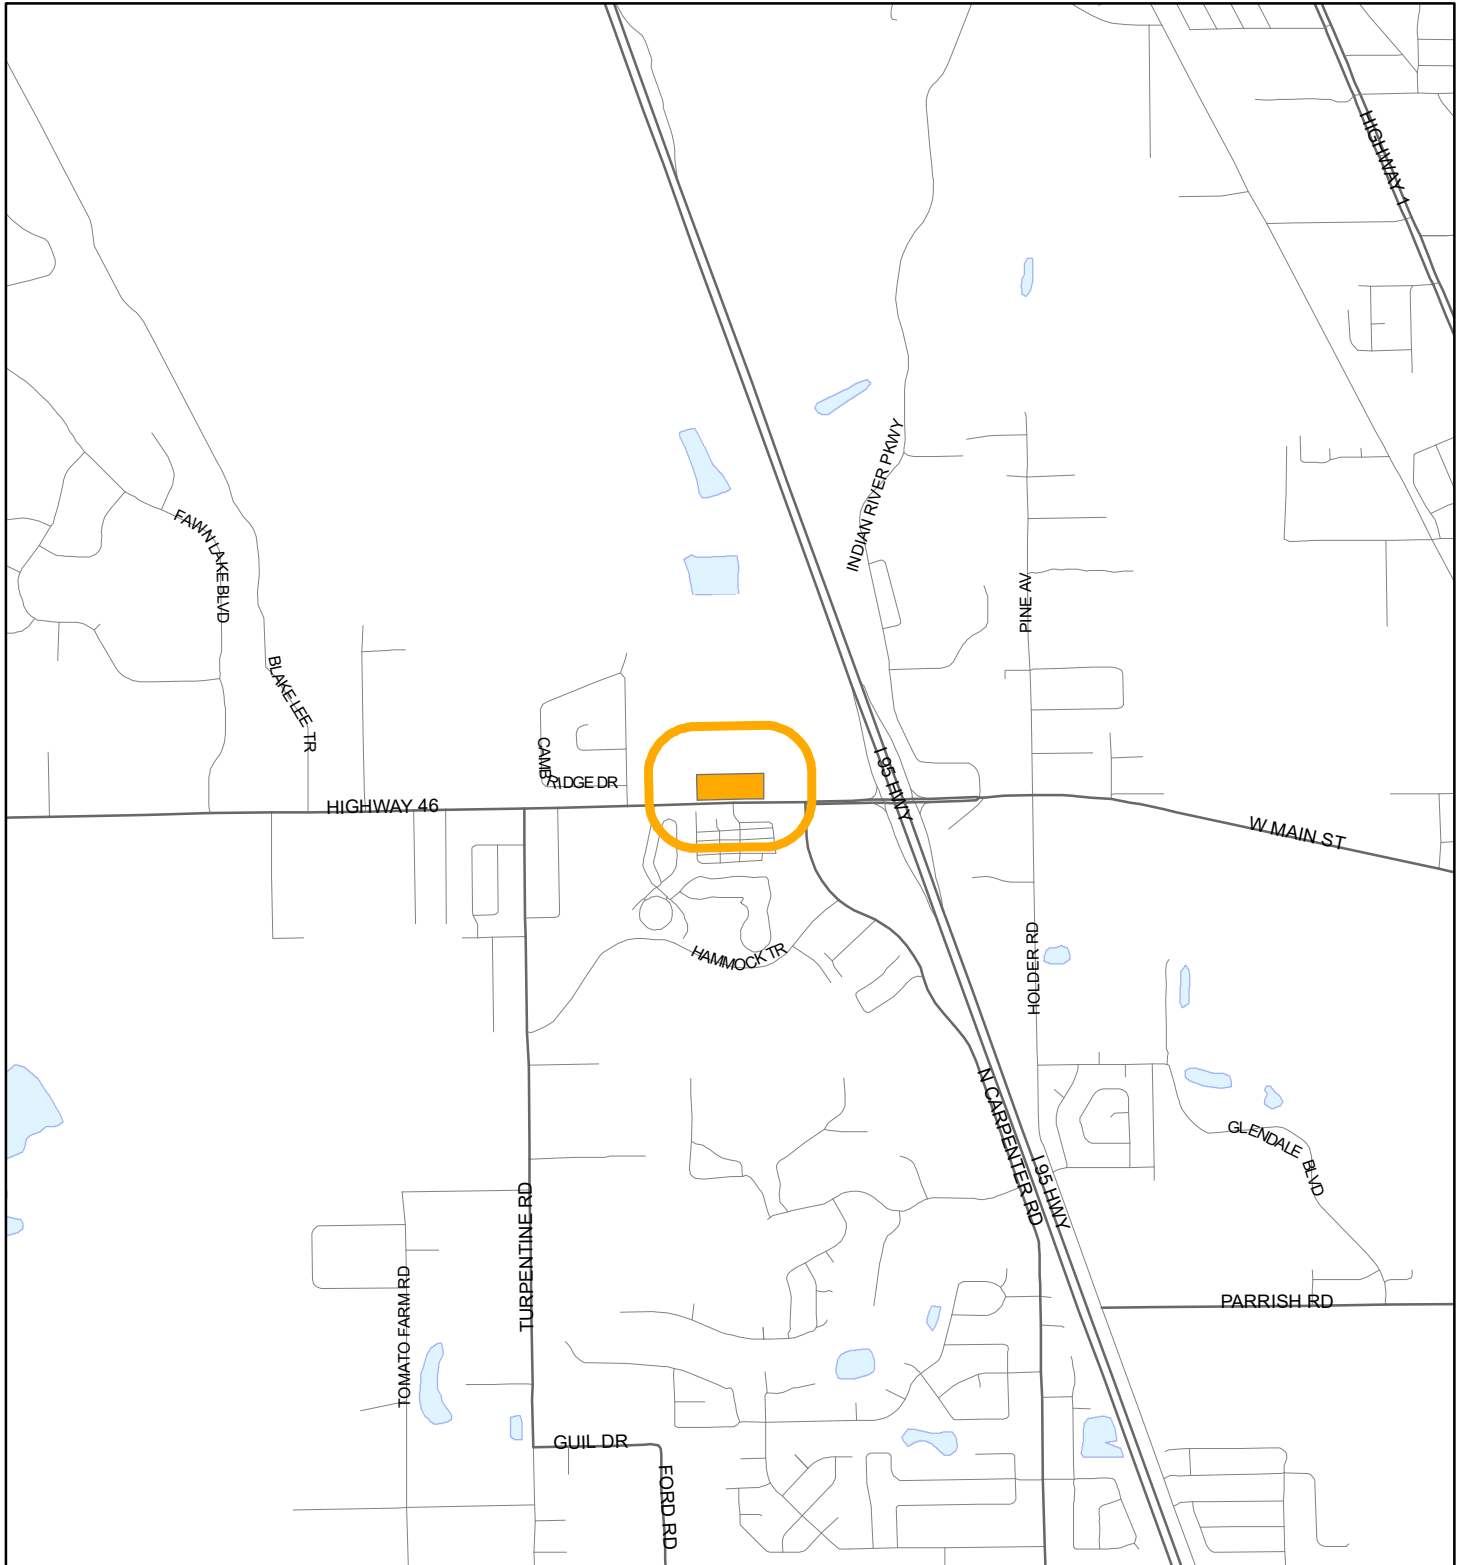 HIGHWAY 1
INDIAN RIVER PKWY
FAWN LAKE BLVD
PINE AV
BLAKE LEE TR
CAMBRIDGE DR
I 95 HWY
HIGHWAY 46
W MAIN ST
HAMMOCK TR
HOLDER RD
N CARPENTER RD
GLENDALE BLVD
I 95 HWY
TURPENTINE RD
TOMATO FARM RD
PARRISH RD
GUIL DR
FORD RD